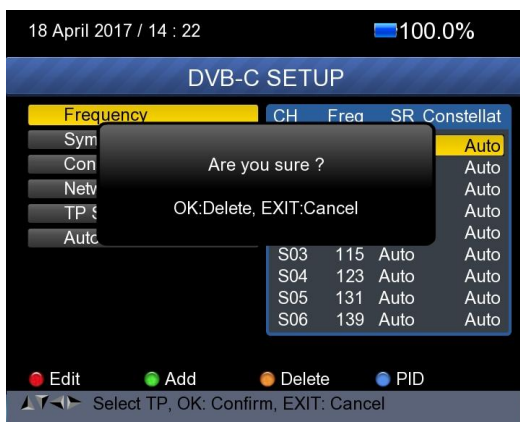 18 April 2017 / 14 : 22 100.0%
DVB-C SETUP
Frequency
CH Freq SR Constellat
Auto
Auto
Auto
Auto
Auto
Are you sure ?
OK:Delete, EXIT:Cancel
S03 115 Auto Auto
S04 123 Auto Auto
S05 131 Auto Auto
S06 139 Auto Auto
Edit Add Delete PID
Select TP, OK: Confirm, EXIT: Cancel